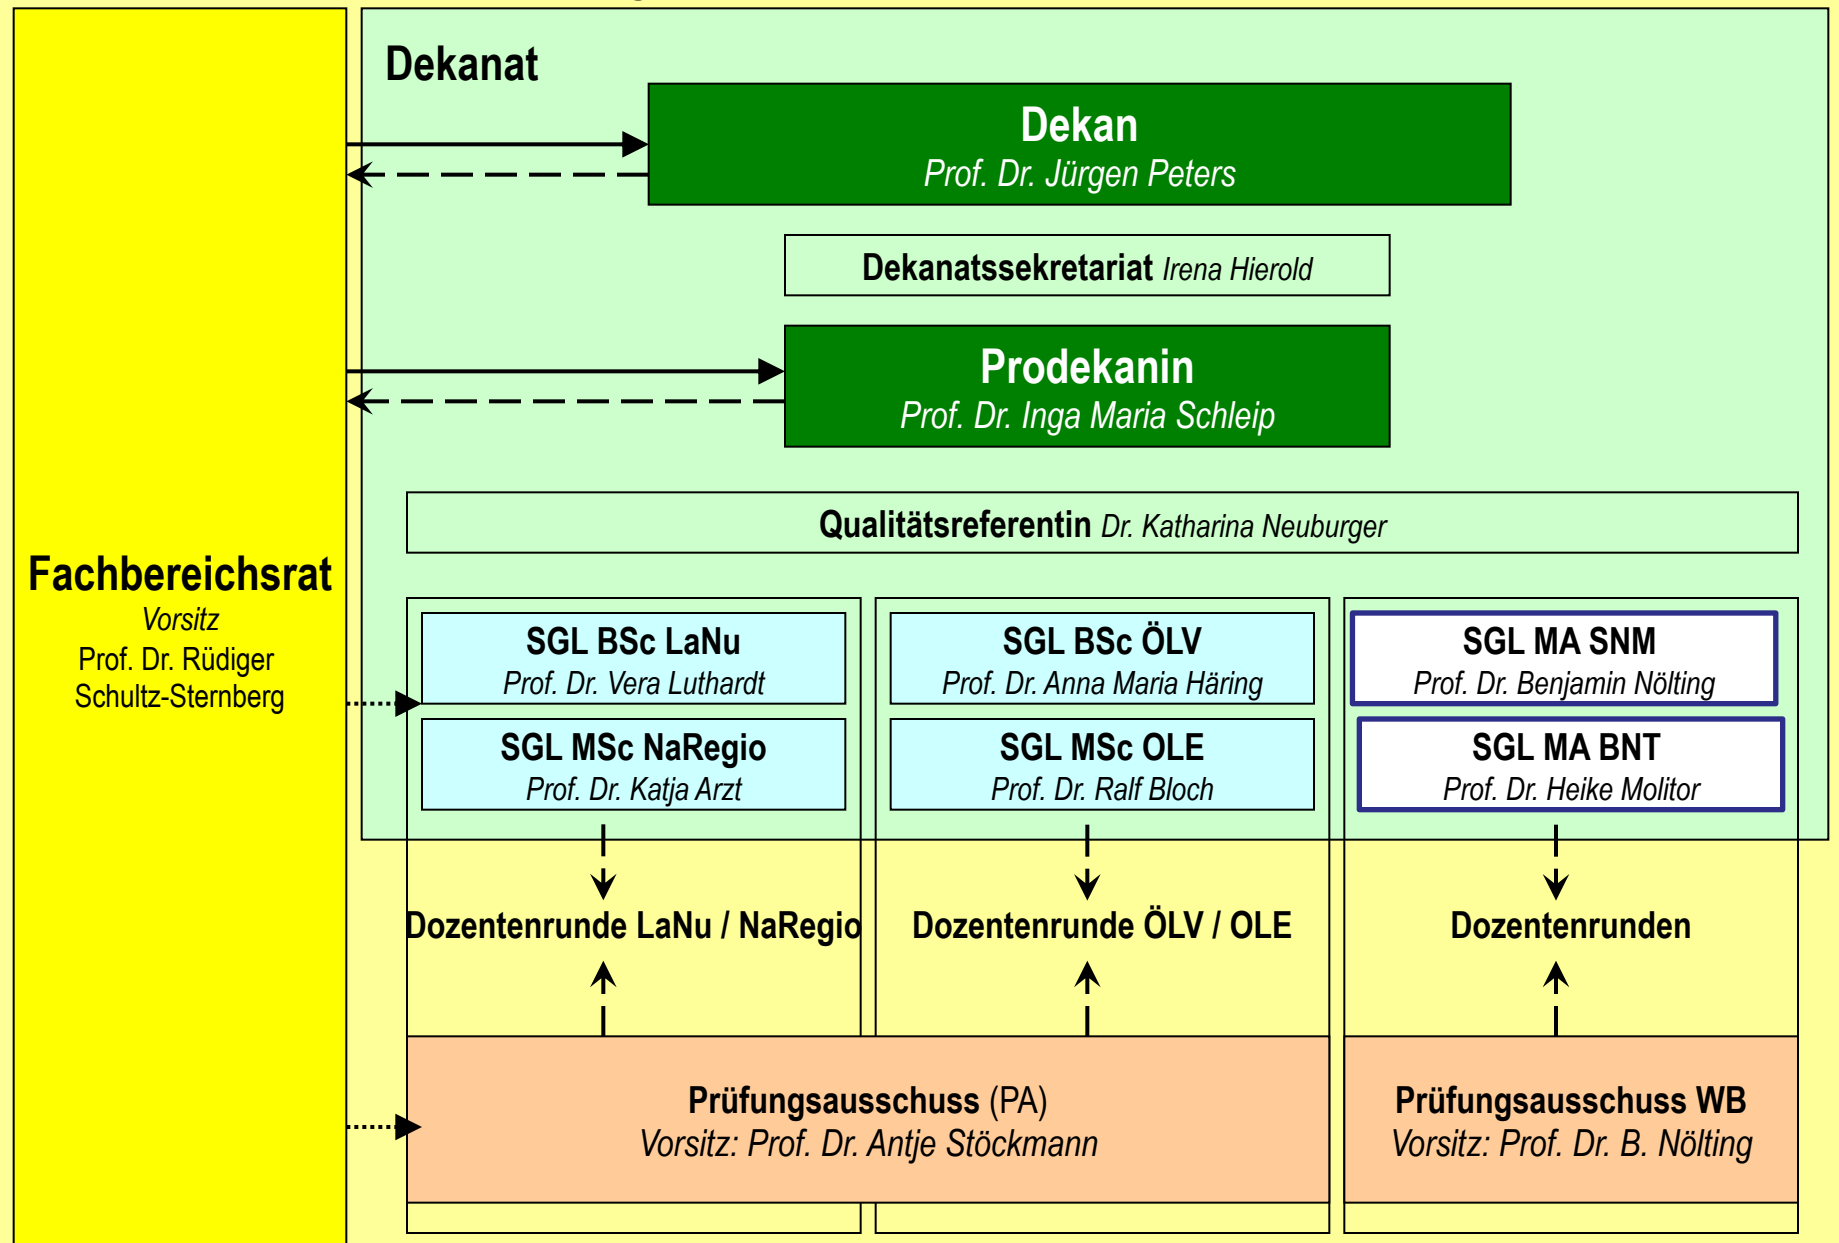 Dekanat
Dekan
Prof. Dr. Jürgen Peters
Dekanatssekretariat Irena Hierold
Prodekanin
Prof. Dr. Inga Maria Schleip
Qualitätsreferentin Dr. Katharina Neuburger
Fachbereichsrat
Vorsitz
Prof. Dr. Rüdiger
Schultz-Sternberg
SGL BSc LaNu
Prof. Dr. Vera Luthardt
SGL MSc NaRegio
Prof. Dr. Katja Arzt
SGL BSc ÖLV
Prof. Dr. Anna Maria Häring
SGL MSc OLE
Prof. Dr. Ralf Bloch
SGL MA SNM
Prof. Dr. Benjamin Nölting
SGL MA BNT
Prof. Dr. Heike Molitor
Dozentenrunde LaNu / NaRegio
Dozentenrunde ÖLV / OLE
Dozentenrunden
Prüfungsausschuss (PA)
Vorsitz: Prof. Dr. Antje Stöckmann
Prüfungsausschuss WB
Vorsitz: Prof. Dr. B. Nölting